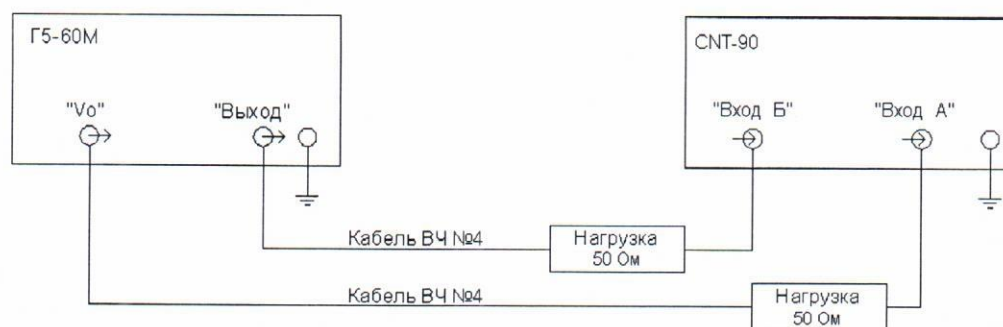 Г5-60М
CNT-90
"Vo"
"Выход"
"Вход Б"
"Вход А"
Кабель ВЧ №4
Нагрузка
50 Ом
Кабель ВЧ №4
Нагрузка
50 Ом